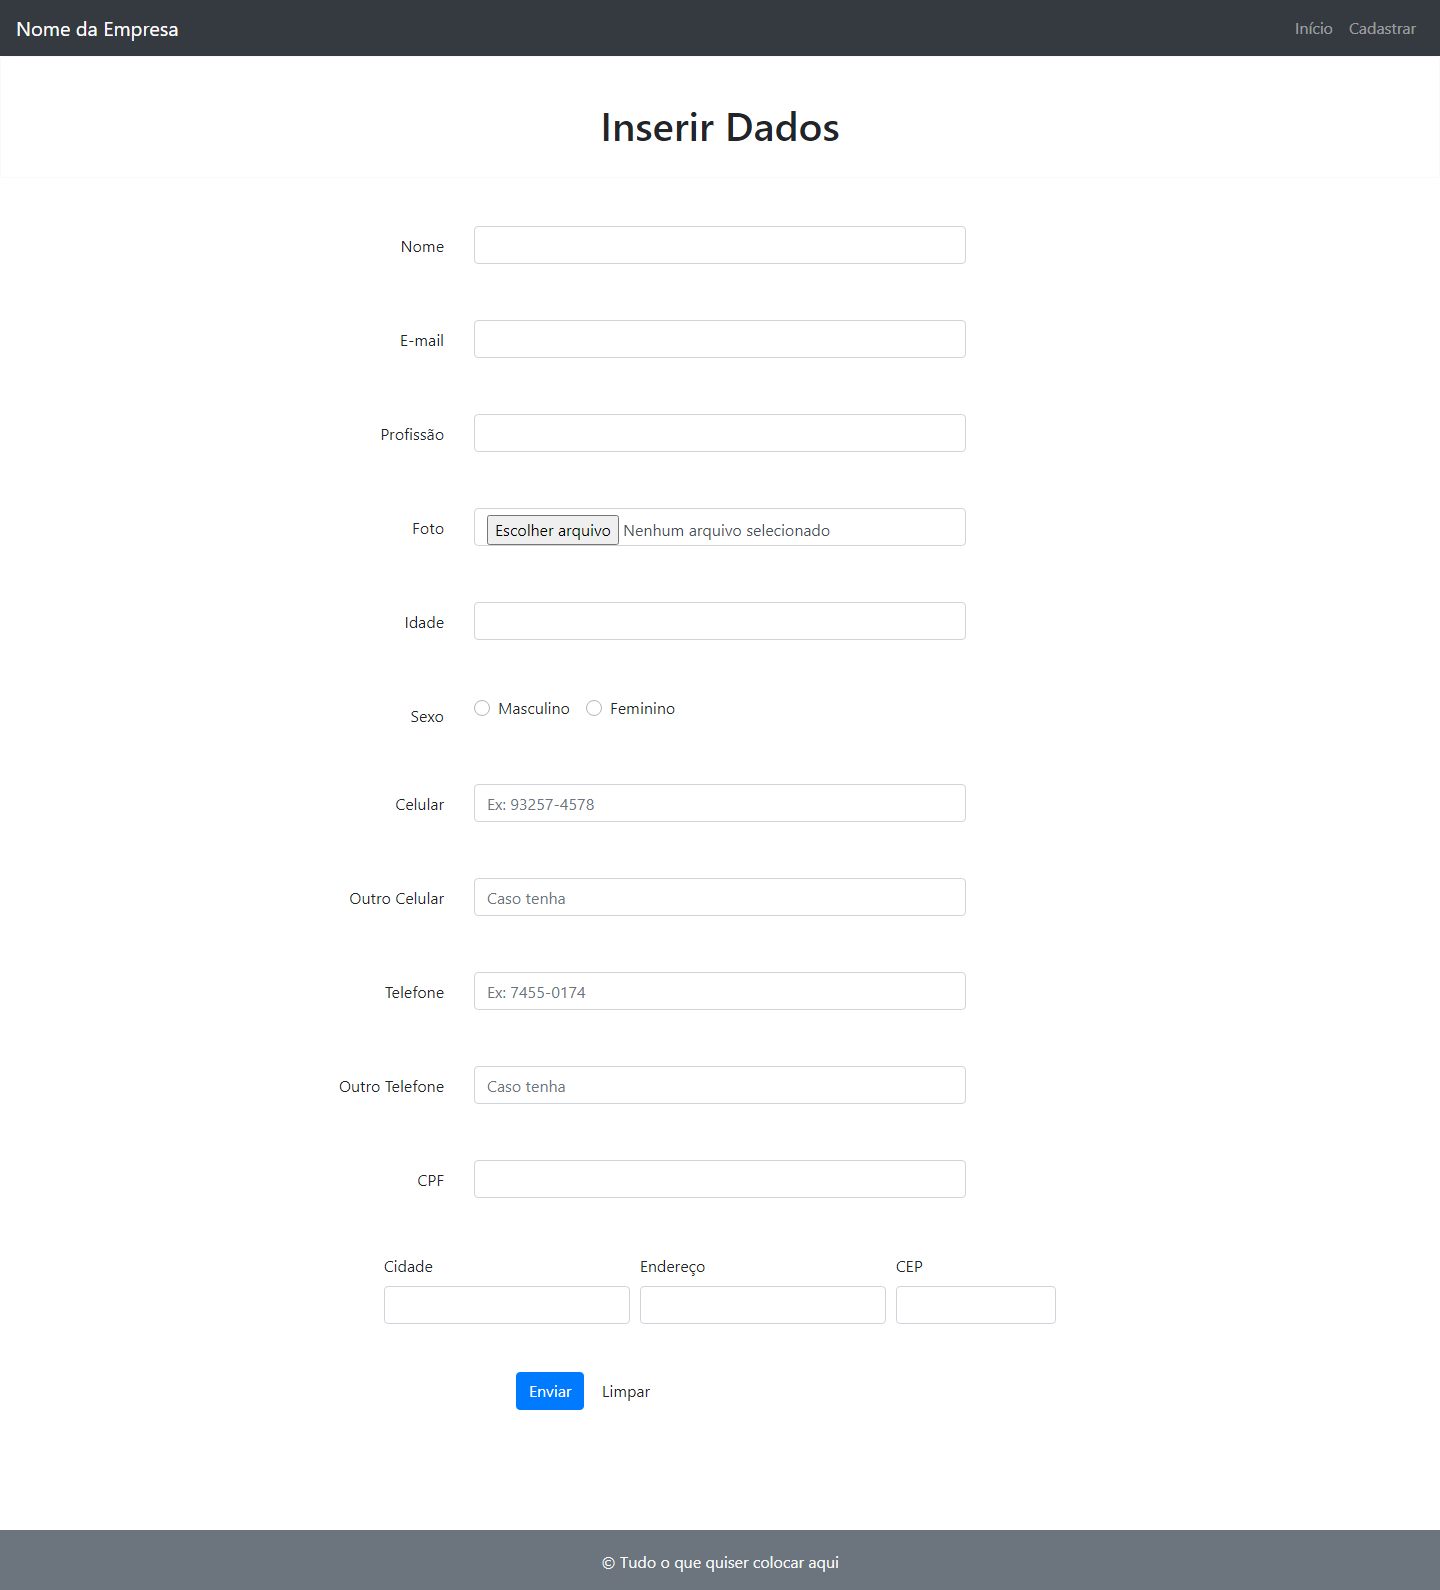 Nome da Empresa
Início Cadastrar
Inserir Dados
Nome
E-mail
Profissão
Foto Escolher arquivo Nenhum arquivo selecionado
Idade
Sexo Masculino Feminino
Celular Ex: 93257-4578
Outro Celular Caso tenha
Telefone Ex: 7455-0174
Outro Telefone Caso tenha
CPF
Cidade Endereço CEP
Enviar Limpar
© Tudo o que quiser colocar aqui